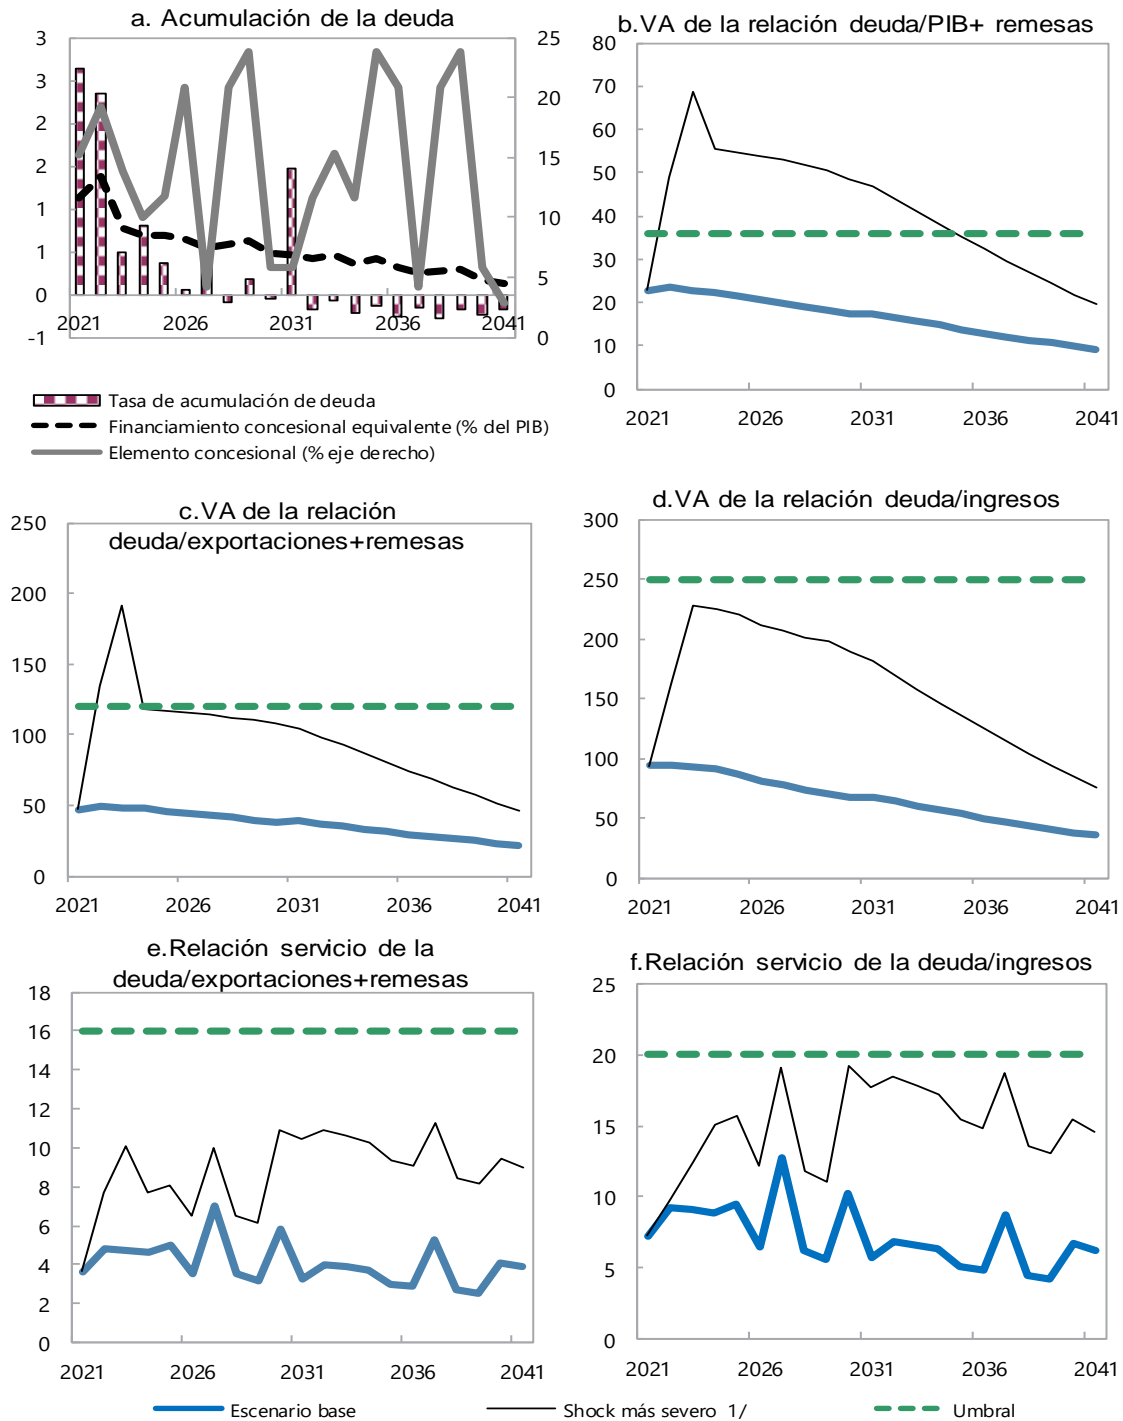 a. Acumulación de la deuda
3
3
2
2
1
1
0
-1
25
20
15
10
5
0
2021 2026 2031 2036 2041
Tasa de acumulación de deuda
Financiamiento concesional equivalente (% del PIB)
Elemento concesional (% eje derecho)
b.VA de la relación deuda/PIB+ remesas
80
70
60
50
40
30
20
10
0
2021 2026 2031 2036 2041
c.VA de la relación
deuda/exportaciones+remesas
250
200
150
100
50
0
2021 2026 2031 2036 2041
d.VA de la relación deuda/ingresos
300
250
200
150
100
50
0
2021 2026 2031 2036 2041
e.Relación servicio de la
deuda/exportaciones+remesas
18
16
14
12
10
8
6
4
2
0
2021 2026 2031 2036 2041
f.Relación servicio de la deuda/ingresos
25
20
15
10
5
0
2021 2026 2031 2036 2041
Escenario base Shock más severo 1/ Umbral